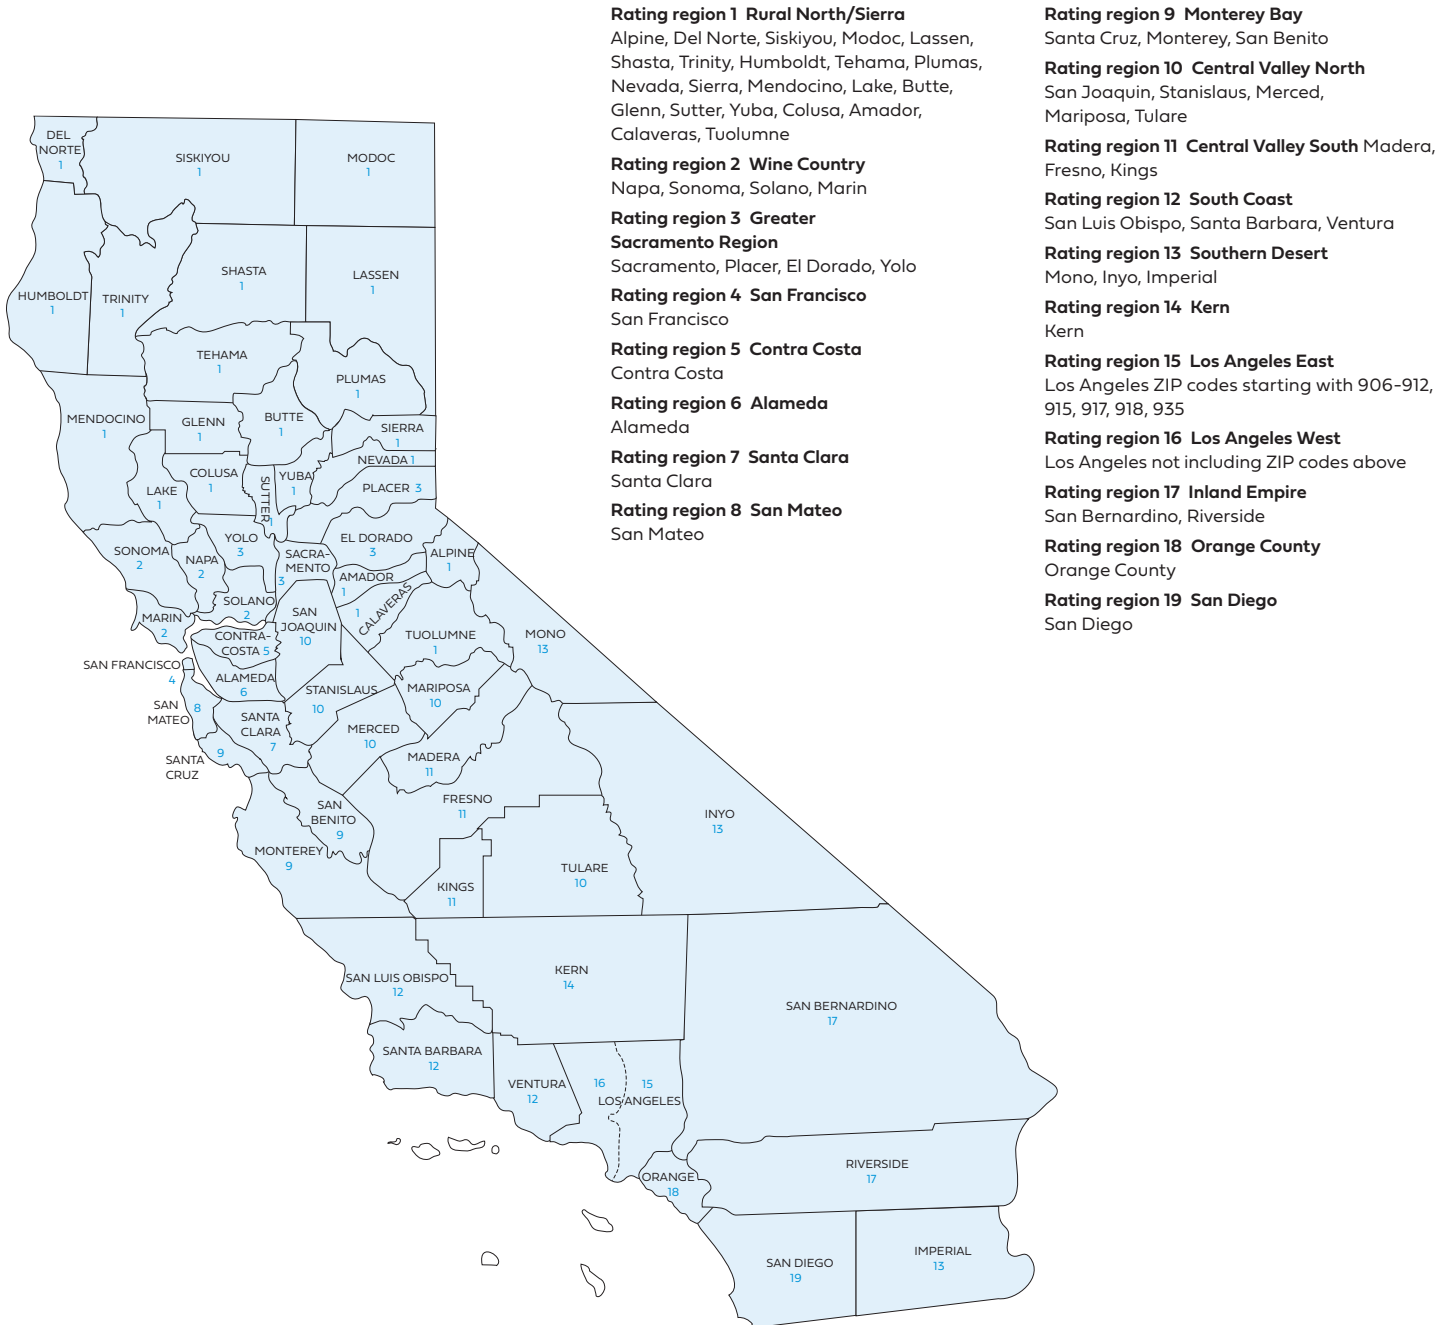 Rating region 1 Rural North/Sierra
Alpine, Del Norte, Siskiyou, Modoc, Lassen,
Shasta, Trinity, Humboldt, Tehama, Plumas,
Nevada, Sierra, Mendocino, Lake, Butte,
Glenn, Sutter, Yuba, Colusa, Amador,
Calaveras, Tuolumne
Rating region 2 Wine Country
Napa, Sonoma, Solano, Marin
Rating region 3 Greater
Sacramento Region
Sacramento, Placer, El Dorado, Yolo
Rating region 4 San Francisco
San Francisco
Rating region 5 Contra Costa
Contra Costa
Rating region 6 Alameda
Alameda
Rating region 7 Santa Clara
Santa Clara
Rating region 8 San Mateo
San Mateo
Rating region 9 Monterey Bay
Santa Cruz, Monterey, San Benito
Rating region 10 Central Valley North
San Joaquin, Stanislaus, Merced,
Mariposa, Tulare
Rating region 11 Central Valley South Madera,
Fresno, Kings
Rating region 12 South Coast
San Luis Obispo, Santa Barbara, Ventura
Rating region 13 Southern Desert
Mono, Inyo, Imperial
Rating region 14 Kern
Kern
Rating region 15 Los Angeles East
Los Angeles ZIP codes starting with 906-912,
915, 917, 918, 935
Rating region 16 Los Angeles West
Los Angeles not including ZIP codes above
Rating region 17 Inland Empire
San Bernardino, Riverside
Rating region 18 Orange County
Orange County
Rating region 19 San Diego
San Diego
DEL
NORTE
1
SISKIYOU
1
MODOC
1
HUMBOLDT
1
TRINITY
1
SHASTA
1
LASSEN
1
TEHAMA
1
PLUMAS
1
MENDOCINO
1
GLENN
1
BUTTE
1
SIERRA
1
NEVADA 1
PLACER 3
LAKE
1
COLUSA
1
SUTTER
1
YUBA
1
SONOMA
2
NAPA
2
YOLO
3
SACRA-
MENTO
3
EL DORADO
3
ALPINE
1
AMADOR
1
CALAVERAS
1
SOLANO
2
MARIN
2
SAN
JOAQUIN
10
CONTRA-
COSTA 5
TUOLUMNE
1
MONO
13
SAN FRANCISCO
4
ALAMEDA
6
STANISLAUS
10
MARIPOSA
10
SAN
MATEO
8
SANTA
CLARA
7
MERCED
10
SANTA
CRUZ
9
MADERA
11
SAN
BENITO
9
FRESNO
11
INYO
13
MONTEREY
9
KINGS
11
TULARE
10
SAN LUIS OBISPO
12
KERN
14
SAN BERNARDINO
17
SANTA BARBARA
12
VENTURA
12
16
15
LOS ANGELES
ORANGE
18
RIVERSIDE
17
SAN DIEGO
19
IMPERIAL
13